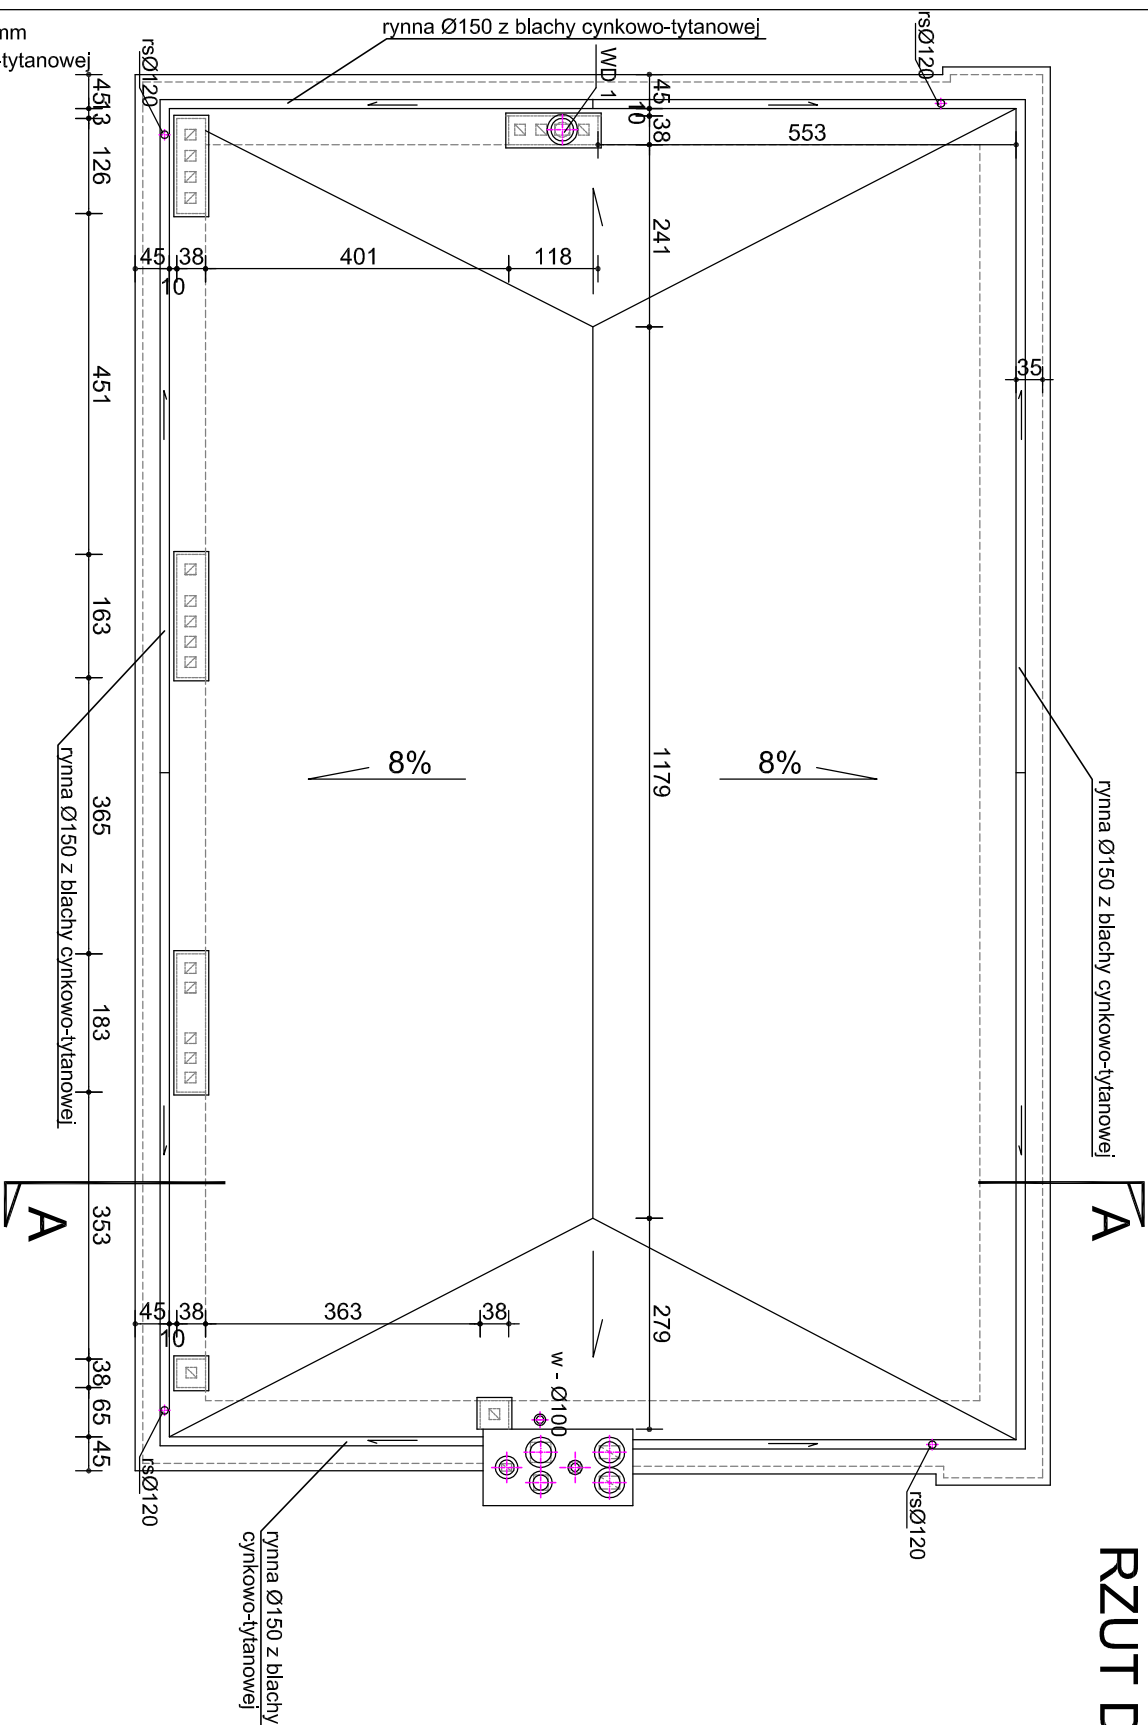 mm
-tytanowej
rynna Ø150 z blachy cynkowo-tytanowej
rsØ120
WD 1
rsØ120
45
13
126
451
163
365
183
353
38
65
45
45
10
38
241
1179
279
553
45
10
38
401
118
35
8%
8%
rynna Ø150 z blachy cynkowo-tytanowej
rynna Ø150 z blachy cynkowo-tytanowej
A
A
45
10
38
363
38
w - Ø100
rsØ120
rsØ120
rynna Ø150 z blachy
cynkowo-tytanowej
RZUT D